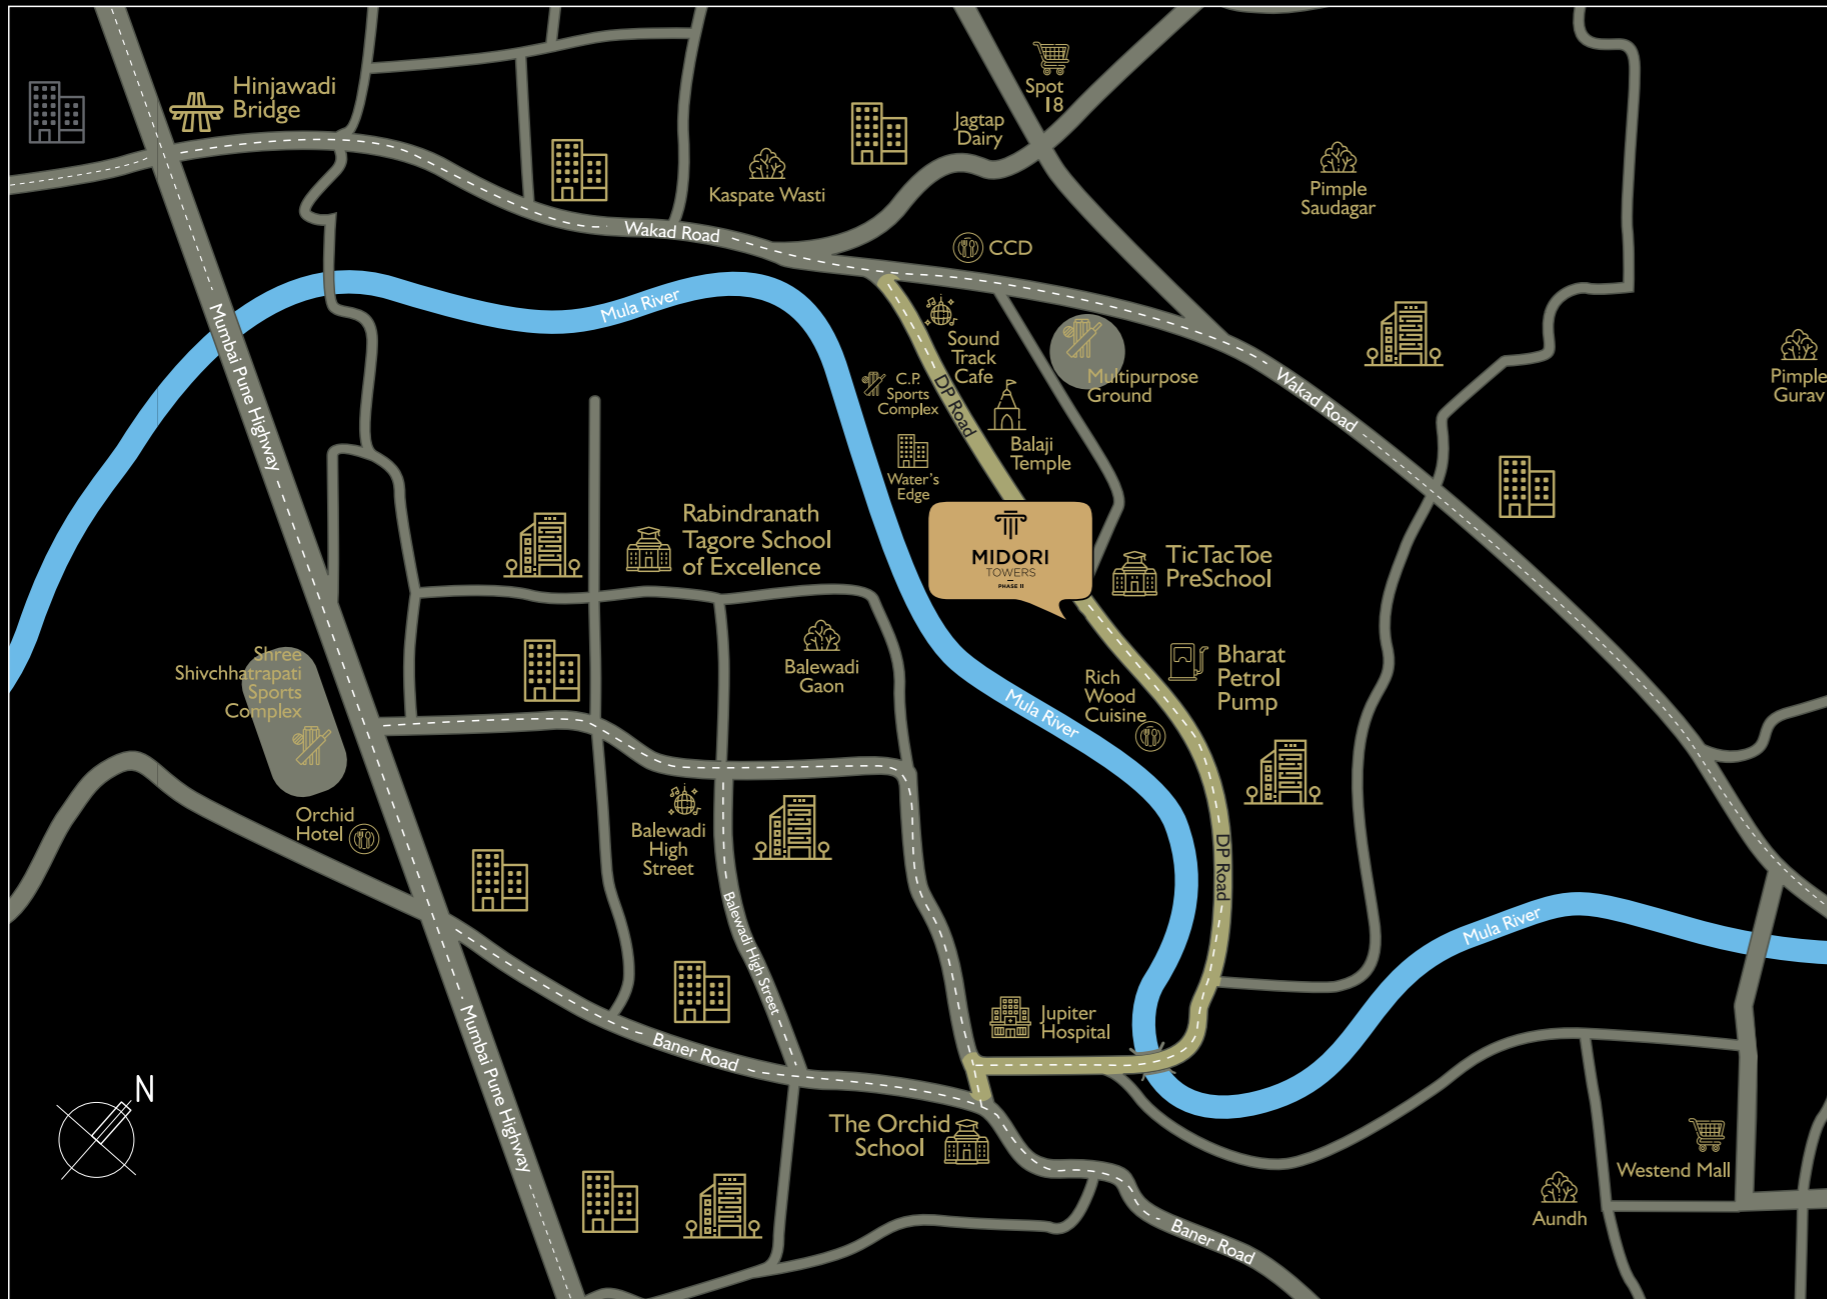 Hinjawadi
Bridge
Spot
18
Jagtap
Dairy
Kaspate Wasti
Pimple
Saudagar
Wakad Road
CCD
Mula River
Mumbai Pune Highway
Sound
Track
Cafe
C.P.
Sports
Complex
DP Road
Multipurpose
Ground
Wakad Road
Pimple
Gurav
Balaji
Temple
Water's
Edge
Rabindranath
Tagore School
of Excellence
MIDORI
TOWERS
PHASE II
TicTacToe
PreSchool
Shree
Shivchhatrapati
Sports
Complex
Balewadi
Gaon
Mula River
Rich
Wood
Cuisine
Bharat
Petrol
Pump
Orchid
Hotel
Balewadi
High
Street
DP Road
Balewadi High Street
Mula River
Mumbai Pune Highway
Baner Road
Jupiter
Hospital
N
The Orchid
School
Westend Mall
Aundh
Baner Road